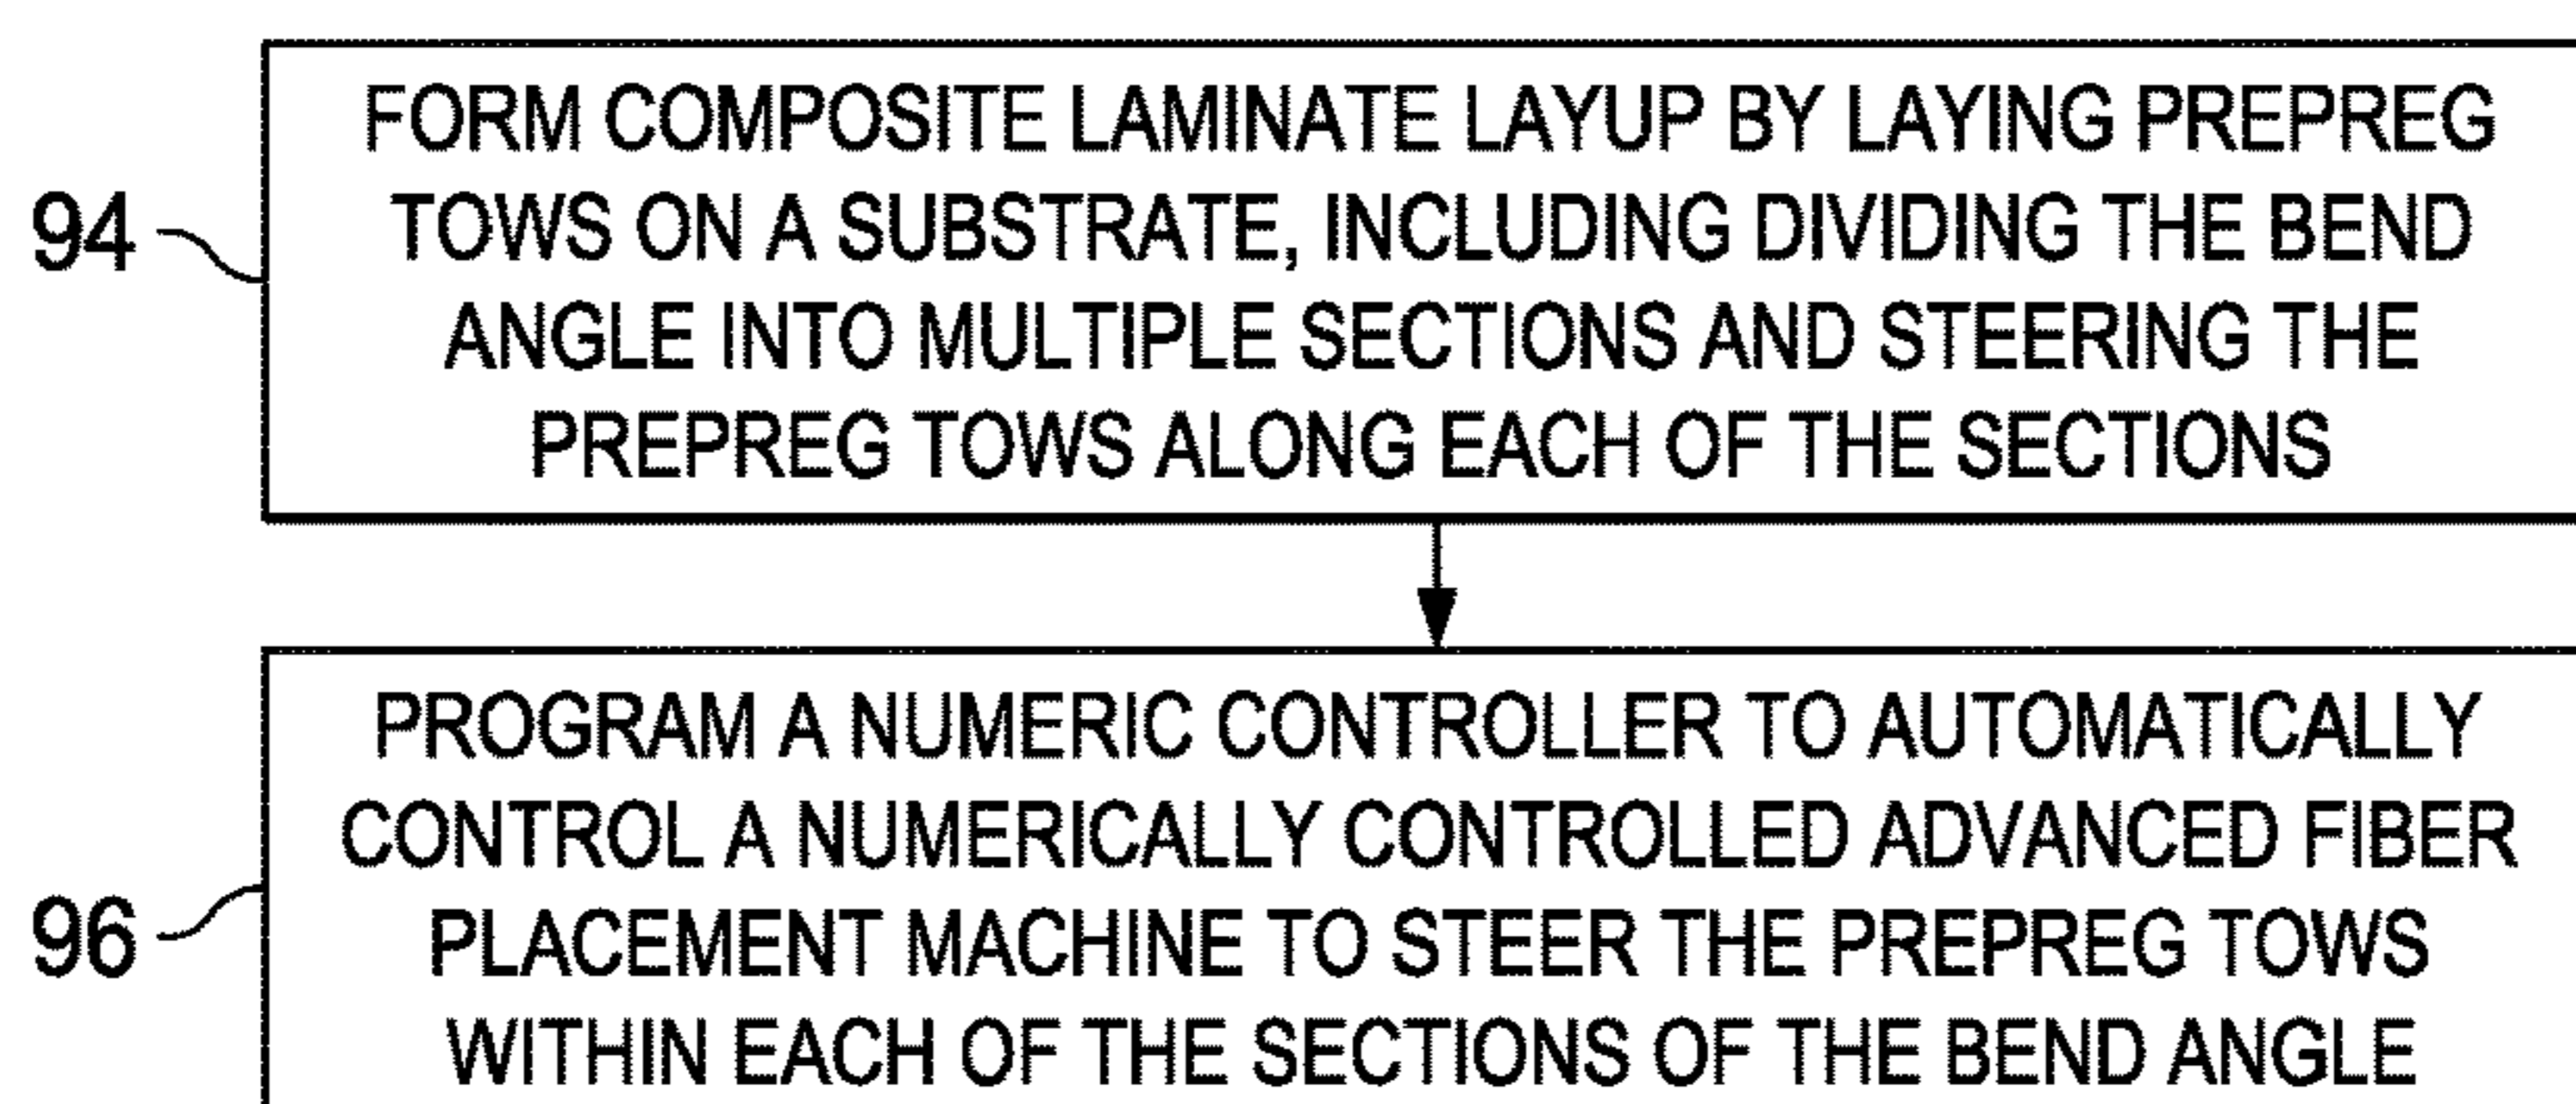 FORM COMPOSITE LAMINATE LAYUP BY LAYING PREPREG
TOWS ON A SUBSTRATE, INCLUDING DIVIDING THE BEND
ANGLE INTO MULTIPLE SECTIONS AND STEERING THE
PREPREG TOWS ALONG EACH OF THE SECTIONS
94
PROGRAM A NUMERIC CONTROLLER TO AUTOMATICALLY
CONTROL A NUMERICALLY CONTROLLED ADVANCED FIBER
PLACEMENT MACHINE TO STEER THE PREPREG TOWS
WITHIN EACH OF THE SECTIONS OF THE BEND ANGLE
96